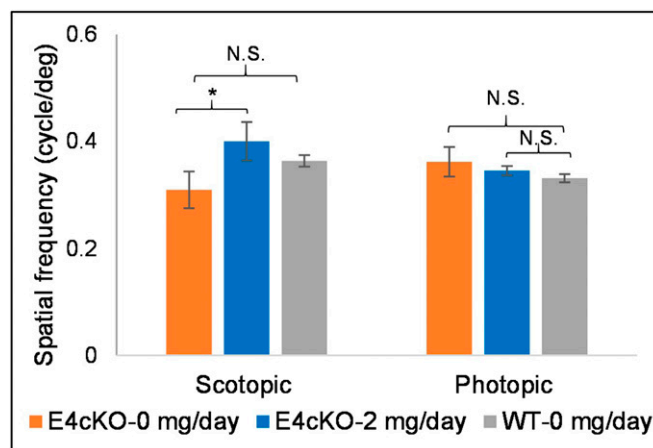 Spatial frequency (cycle/deg)
0.6
0.4
0.2
0
N.S.
*
N.S.
N.S.
Scotopic Photopic
E4cKO-0 mg/day E4cKO-2 mg/day WT-0 mg/day